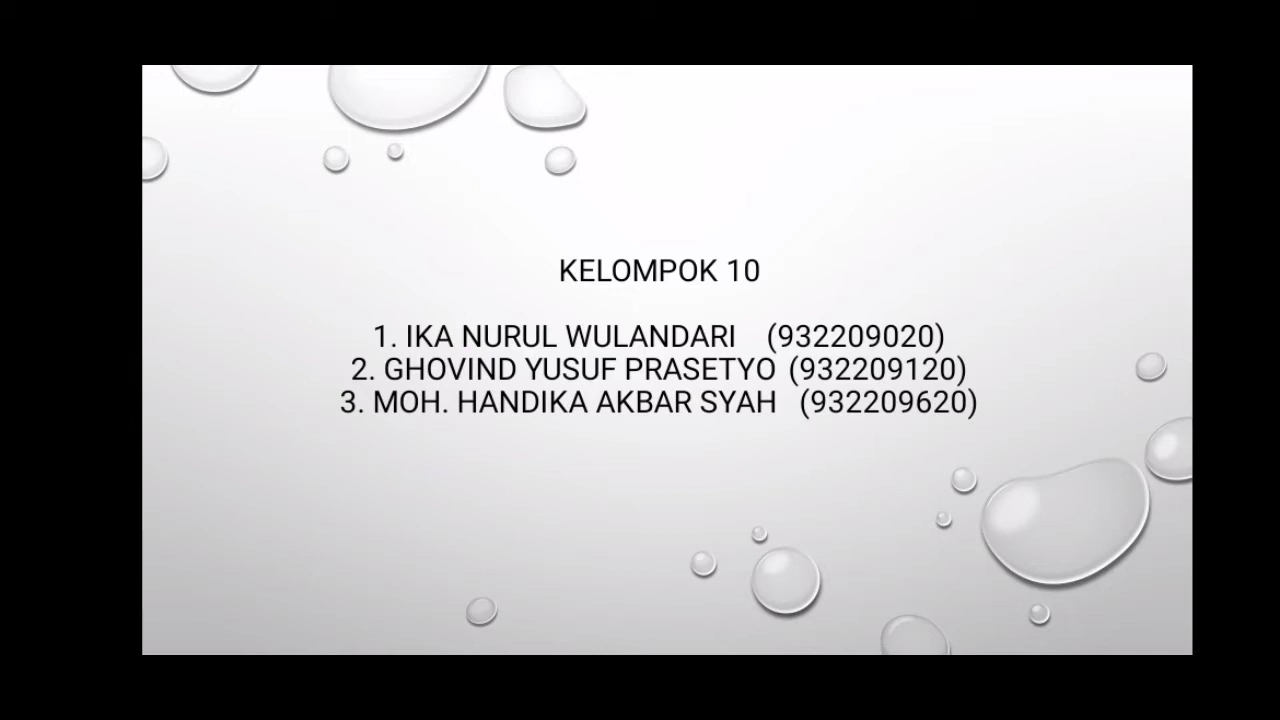 KELOMPOK 10
1. IKA NURUL WULANDARI (932209020)
2. GHOVIND YUSUF PRASETYO (932209120)
3. MOH. HANDIKA AKBAR SYAH (932209620)